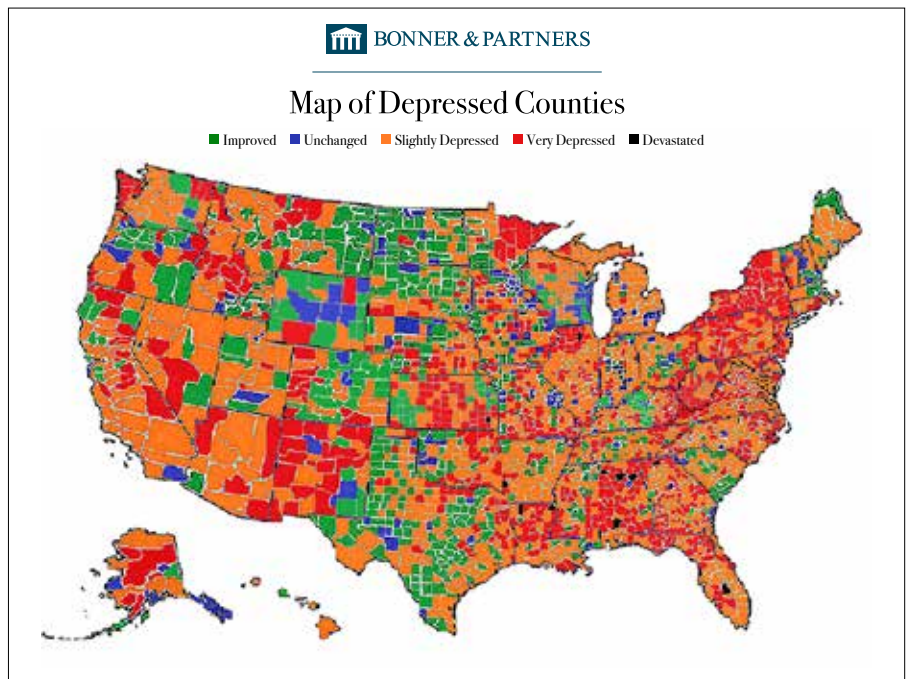 BONNER & PARTNERS
Map of Depressed Counties
Improved Unchanged Slightly Depressed Very Depressed Devastated